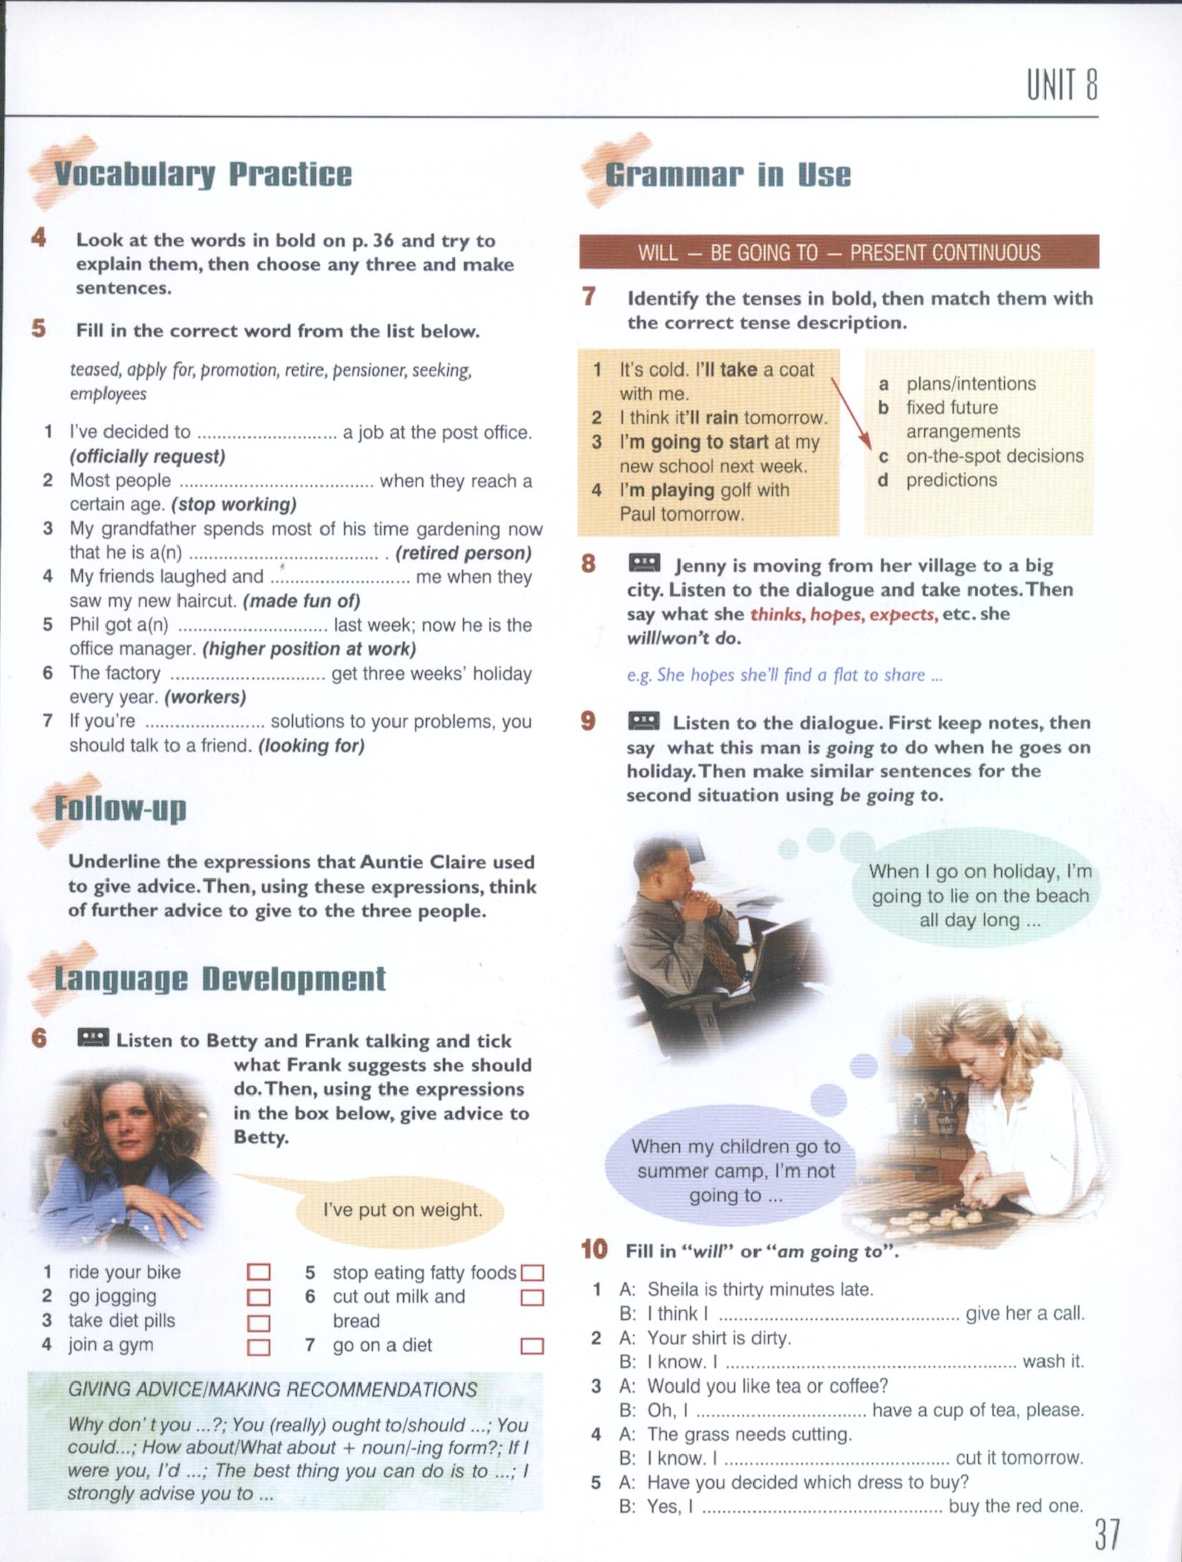 UNIT 8
Vocabulary Practice
4 Look at the words in bold on p. 36 and try to
explain them, then choose any three and make
sentences.
5 Fill in the correct word from the list below.
teased, apply for, promotion, retire, pensioner, seeking,
employees
1 I've decided to ............................ a job at the post office.
(officially request)
2 Most people ....................................... when they reach a
certain age. (stop working)
3 My grandfather spends most of his time gardening now
that he is a(n) ...................................... . (retired person)
4 My friends laughed and ............................ me when they
saw my new haircut. (made fun of)
5 Phil got a(n) .............................. last week; now he is the
office manager. (higher position at work)
6 The factory ............................... get three weeks' holiday
every year. (workers)
7 If you're ........................ solutions to your problems, you
should talk to a friend. (looking for)
Follow-up
Underline the expressions that Auntie Claire used
to give advice. Then, using these expressions, think
of further advice to give to the three people.
Language Development
6 Listen to Betty and Frank talking and tick
what Frank suggests she should
do. Then, using the expressions
in the box below, give advice to
Betty.
I've put on weight.
1 ride your bike
2 go jogging
3 take diet pills
4 join a gym
5 stop eating fatty foods
6 cut out milk and
bread
7 go on a diet
GIVING ADVICE/MAKING RECOMMENDATIONS
Why don't you ...?; You (really) ought to/should ...; You
could...; How about/What about + noun/-ing form?; If I
were you, I'd ...; The best thing you can do is to ...; I
strongly advise you to ...
Grammar in Use
WILL – BE GOING TO – PRESENT CONTINUOUS
7 Identify the tenses in bold, then match them with
the correct tense description.
1 It's cold. I'll take a coat
with me.
2 I think it'll rain tomorrow.
3 I'm going to start at my
new school next week.
4 I'm playing golf with
Paul tomorrow.
a plans/intentions
b fixed future
arrangements
c on-the-spot decisions
d predictions
8 Jenny is moving from her village to a big
city. Listen to the dialogue and take notes. Then
say what she thinks, hopes, expects, etc. she
will/won't do.
e.g. She hopes she'll find a flat to share ...
9 Listen to the dialogue. First keep notes, then
say what this man is going to do when he goes on
holiday. Then make similar sentences for the
second situation using be going to.
When I go on holiday, I'm
going to lie on the beach
all day long ...
When my children go to
summer camp, I'm not
going to ...
10 Fill in "will" or "am going to".
1 A: Sheila is thirty minutes late.
B: I think I ................................................ give her a call.
2 A: Your shirt is dirty.
B: I know. I .......................................................... wash it.
3 A: Would you like tea or coffee?
B: Oh, I .................................. have a cup of tea, please.
4 A: The grass needs cutting.
B: I know. I ............................................. cut it tomorrow.
5 A: Have you decided which dress to buy?
B: Yes, I ................................................ buy the red one.
37